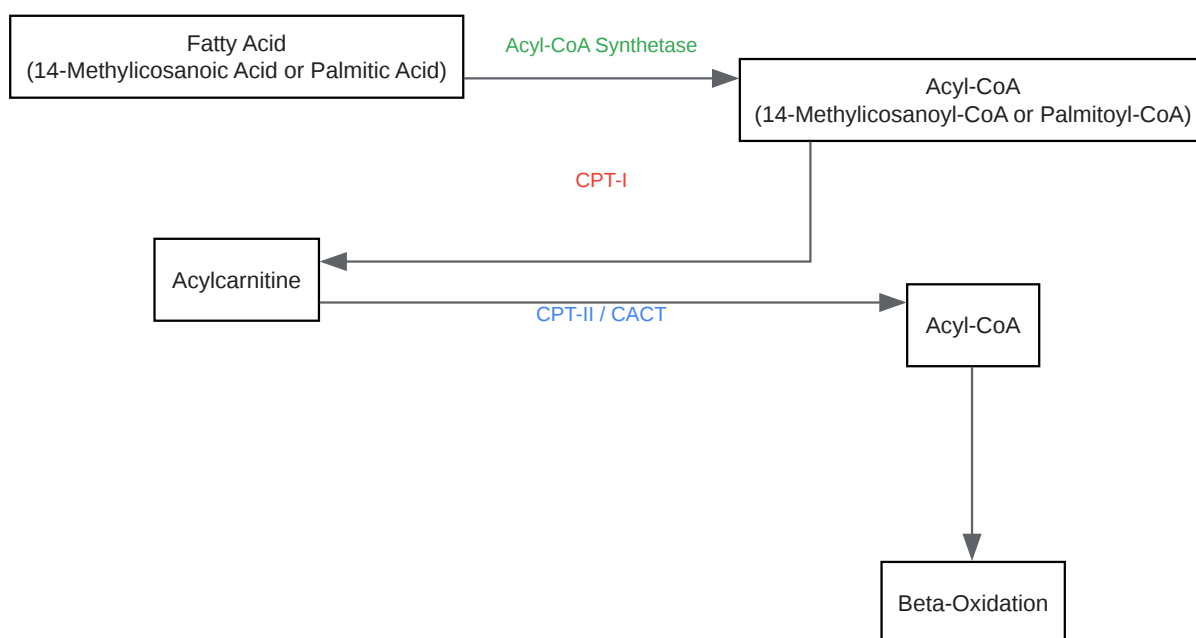 Fatty Acid
(14-Methylicosanoic Acid or Palmitic Acid)
Acyl-CoA Synthetase
Acyl-CoA
(14-Methylicosanoyl-CoA or Palmitoyl-CoA)
CPT-I
Acylcarnitine
CPT-II / CACT
Acyl-CoA
Beta-Oxidation